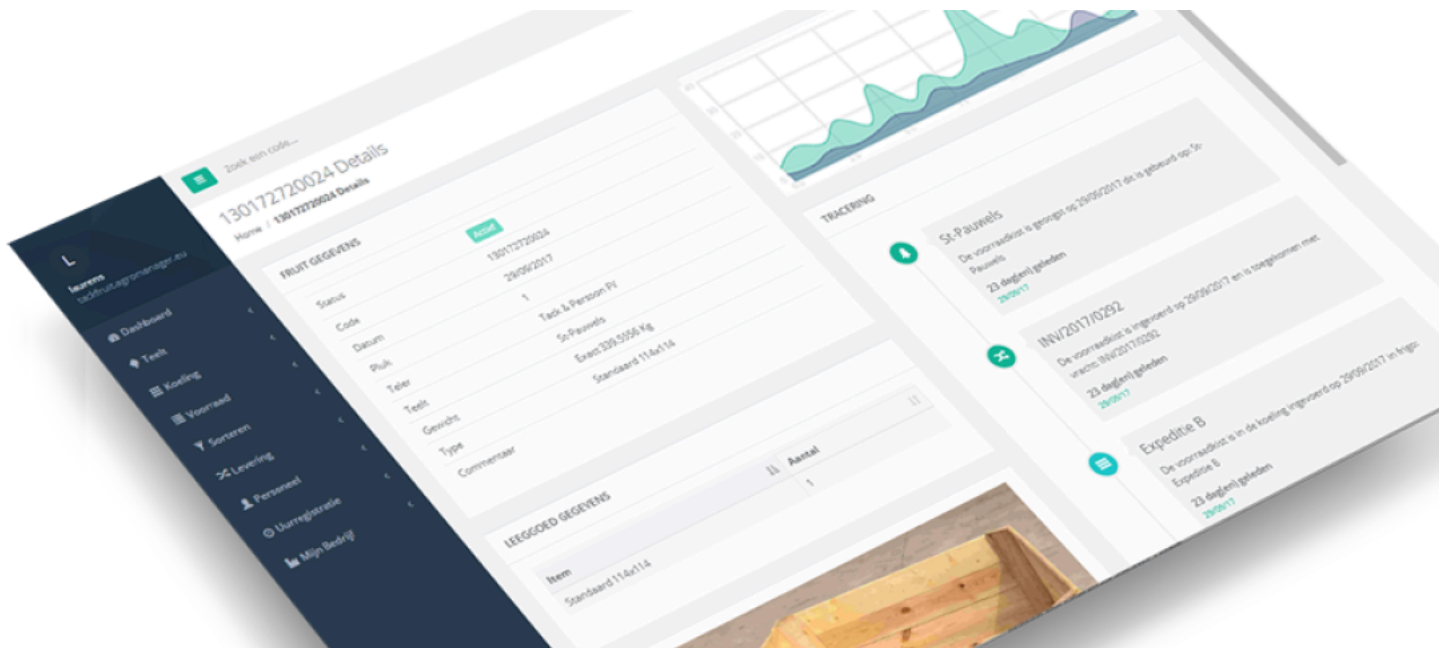 Zoek een code...
130172720024 Details
Home / 130172720024 Details
L
laurens
tackfruit.agromanager.eu
Dashboard
Teelt
Koeling
Voorraad
Sorteren
Levering
Personeel
Uurregistratie
Mijn Bedrijf
FRUIT GEGEVENS
Status Actief
Code 130172720024
Datum 29/09/2017
Pluk 1
Teler Tack & Persoon FV
Teelt St-Pauwels
Gewicht Exact 339.5556 Kg
Type Standaard 114x114
Commentaar
LEEGGOED GEGEVENS
Item Aantal
Standaard 114x114 1
TRACERING
St-Pauwels
De voorraadkist is geoogst op 29/09/2017 dit is gebeurd op: St-
Pauwels
23 dag(en) geleden
29/09/17
INV/2017/0292
De voorraadkist is ingevoerd op 29/09/2017 en is toegekomen met
vracht: INV/2017/0292
23 dag(en) geleden
29/09/17
Expeditie B
De voorraadkist is in de koeling ingevoerd op 29/09/2017 in frigo:
Expeditie B
23 dag(en) geleden
29/09/17